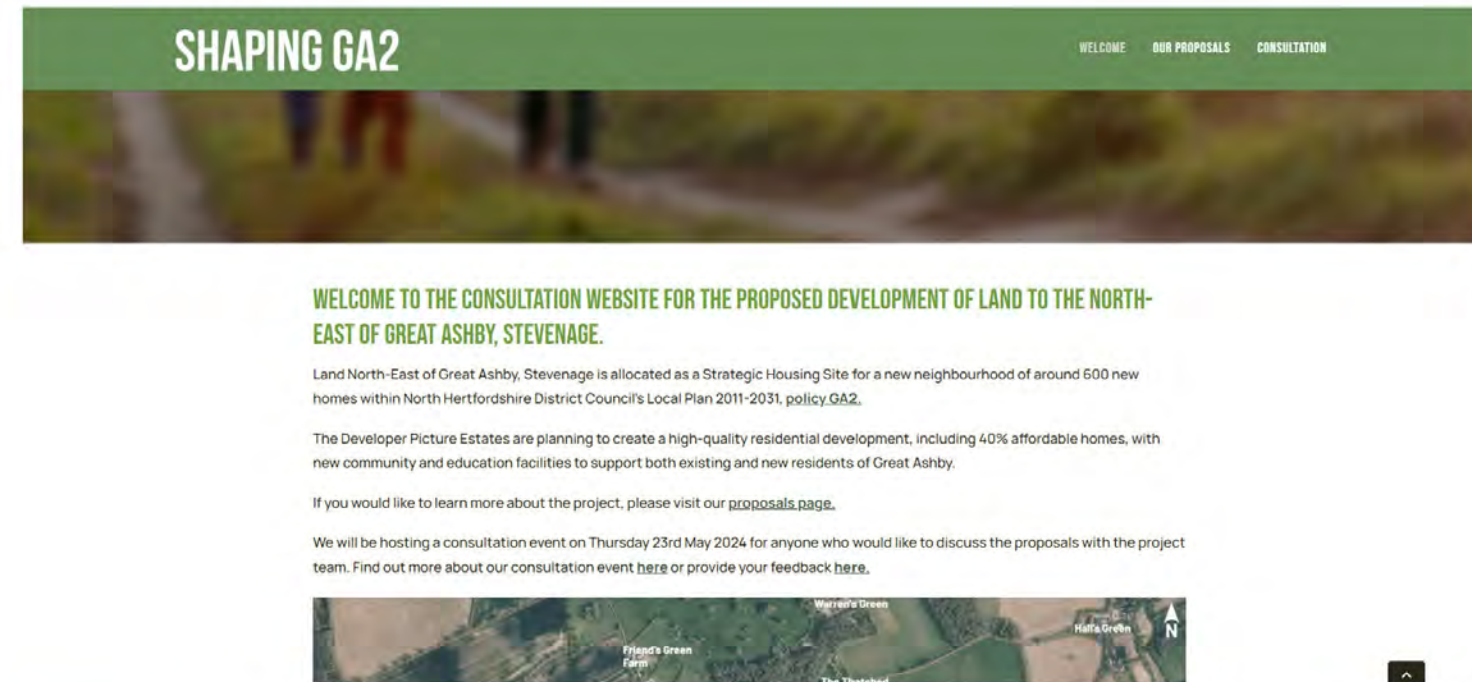 SHAPING GA2
WELCOME OUR PROPOSALS CONSULTATION
WELCOME TO THE CONSULTATION WEBSITE FOR THE PROPOSED DEVELOPMENT OF LAND TO THE NORTH-
EAST OF GREAT ASHBY, STEVENAGE.
Land North-East of Great Ashby, Stevenage is allocated as a Strategic Housing Site for a new neighbourhood of around 600 new
homes within North Hertfordshire District Council's Local Plan 2011-2031, policy GA2.
The Developer Picture Estates are planning to create a high-quality residential development, including 40% affordable homes, with
new community and education facilities to support both existing and new residents of Great Ashby.
If you would like to learn more about the project, please visit our proposals page.
We will be hosting a consultation event on Thursday 23rd May 2024 for anyone who would like to discuss the proposals with the project
team. Find out more about our consultation event here or provide your feedback here.
Warren's Green
Hall's Green
N
Friend's Green
Farm
The Thatched